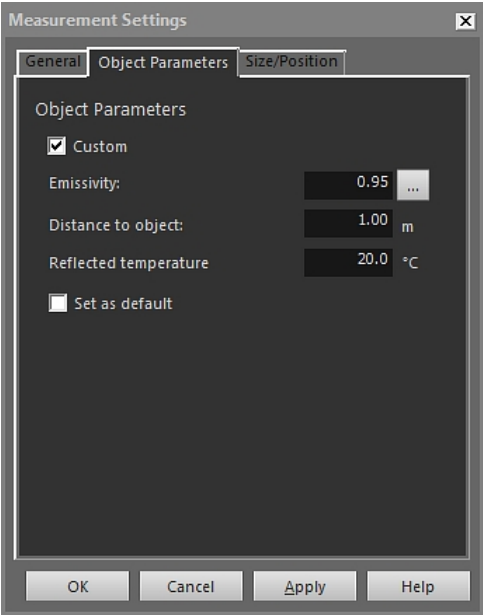 Measurement Settings
General Object Parameters Size/Position
Object Parameters
Custom
Emissivity: 0.95 ...
Distance to object: 1.00 m
Reflected temperature 20.0 °C
Set as default
OK Cancel Apply Help